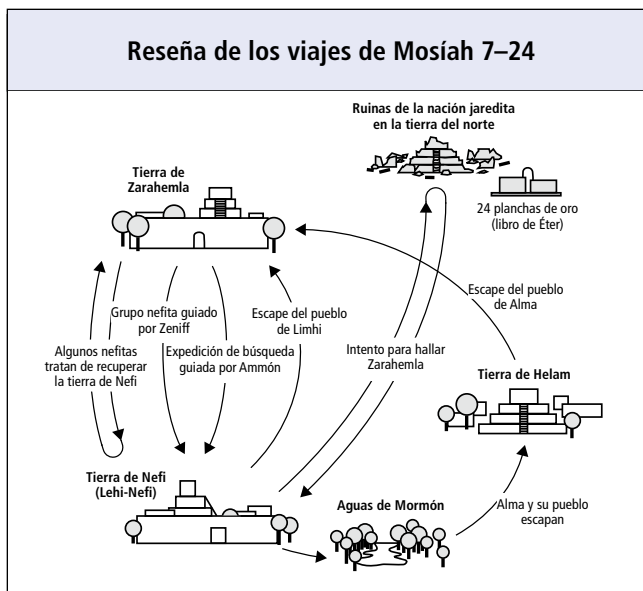 Reseña de los viajes de Mosíah 7–24
Ruinas de la nación jaredita
en la tierra del norte
Tierra de
Zarahemla
24 planchas de oro
(libro de Éter)
Escape del pueblo
de Alma
Grupo nefita guiado
por Zeniff
Escape del pueblo
de Limhi
Algunos nefitas
tratan de recuperar
la tierra de Nefi
Expedición de búsqueda
guiada por Ammón
Intento para hallar
Zarahemla
Tierra de Helam
Tierra de Nefi
(Lehi-Nefi)
Aguas de Mormón
Alma y su pueblo
escapan